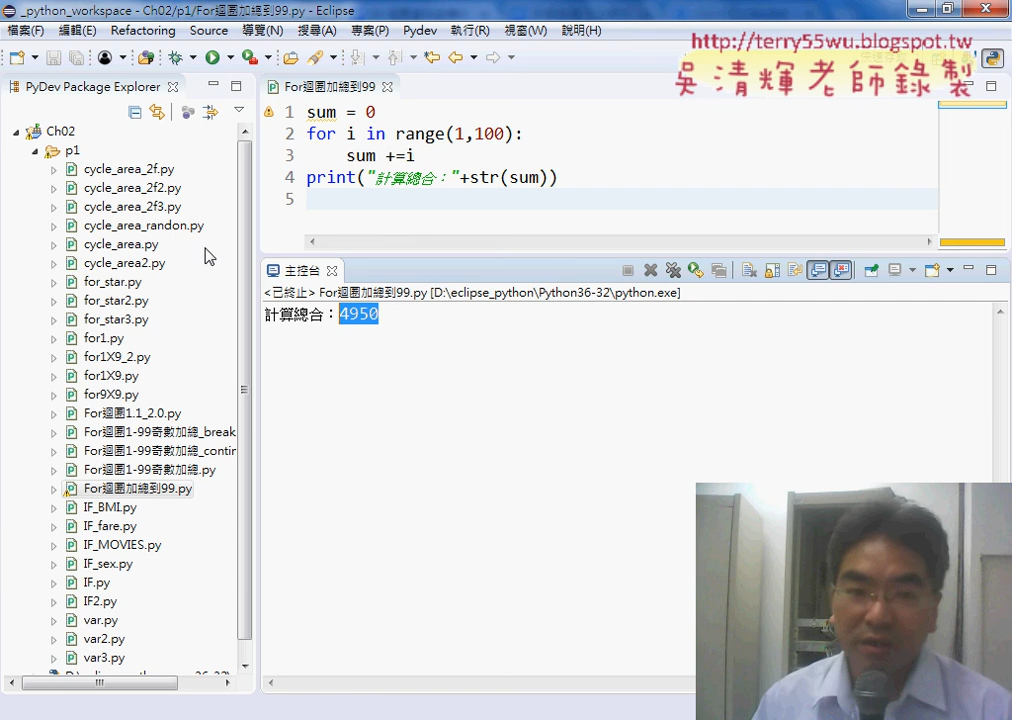 _python_workspace - Ch02/p1/For迴圈加總到99.py - Eclipse
檔案(F) 編輯(E) Refactoring Source 導覽(N) 搜尋(A) 專案(P) Pydev 執行(R) 視窗(W) 說明(H)
http://terry55wu.blogspot.tw
吳清輝老師錄製
PyDev Package Explorer
For迴圈加總到99
Ch02
p1
cycle_area_2f.py
cycle_area_2f2.py
cycle_area_2f3.py
cycle_area_randon.py
cycle_area.py
cycle_area2.py
for_star.py
for_star2.py
for_star3.py
for1.py
for1X9_2.py
for1X9.py
for9X9.py
For迴圈1.1_2.0.py
For迴圈1-99奇數加總_break
For迴圈1-99奇數加總_contir
For迴圈1-99奇數加總.py
For迴圈加總到99.py
IF_BMI.py
IF_fare.py
IF_MOVIES.py
IF_sex.py
IF.py
IF2.py
var.py
var2.py
var3.py
1 sum = 0
2 for i in range(1,100):
3 sum +=i
4 print("計算總合："+str(sum))
5
主控台
<已終止> For迴圈加總到99.py [D:\eclipse_python\Python36-32\python.exe]
計算總合：4950